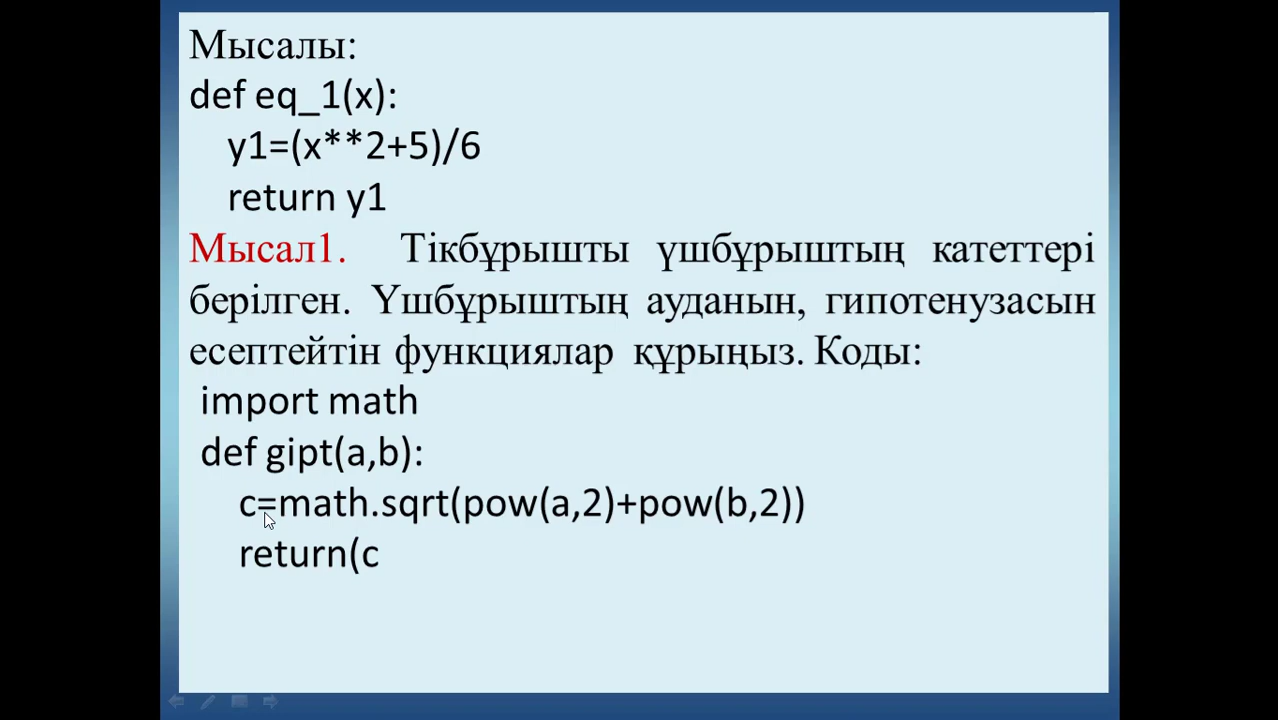 Мысалы:
def eq_1(x):
y1=(x**2+5)/6
return y1
Мысал1. Тікбұрышты үшбұрыштың катеттері
берілген. Үшбұрыштың ауданын, гипотенузасын
есептейтін функциялар құрыңыз. Коды:
import math
def gipt(a,b):
c=math.sqrt(pow(a,2)+pow(b,2))
return(c